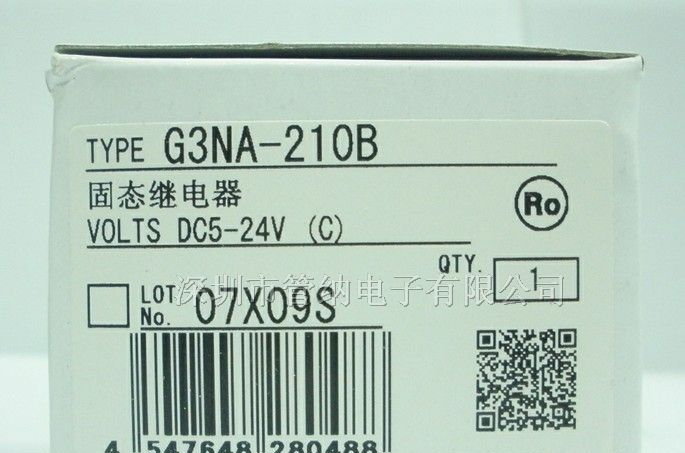 TYPE G3NA-210B
固态继电器
VOLTS DC5-24V (C)
Ro
QTY. 1
LOT No. 07X09S
深圳市管纳电子有限公司
4 547648 280488